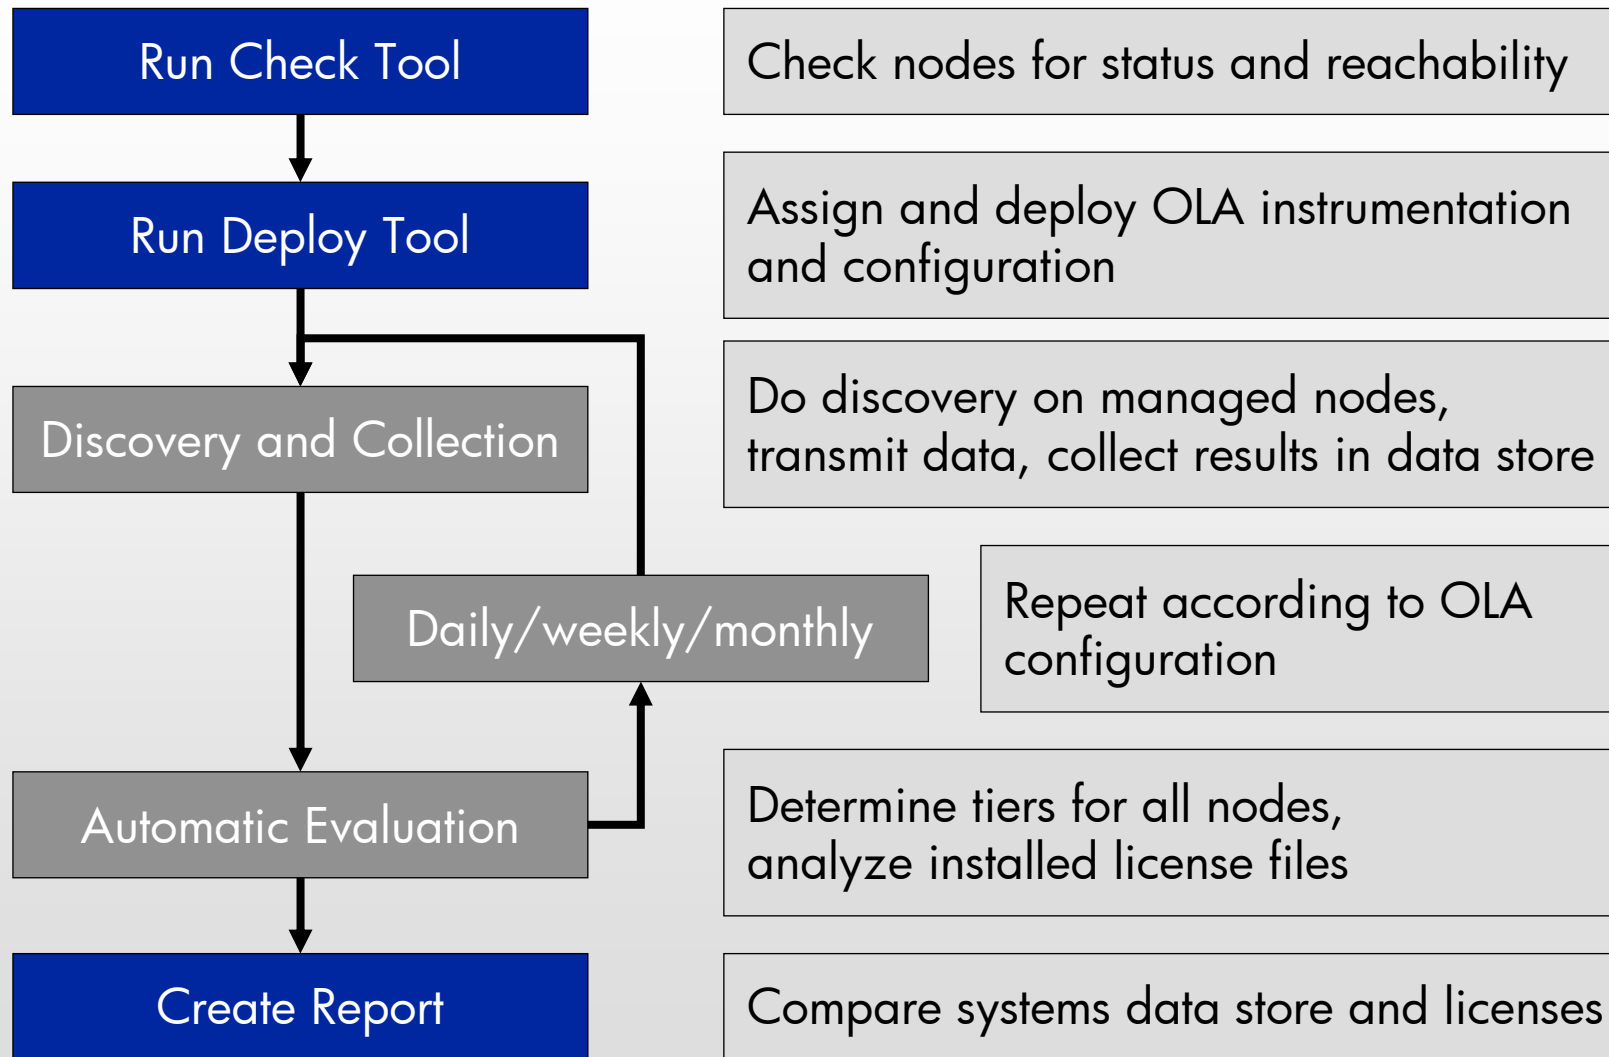 Run Check Tool
Check nodes for status and reachability
Run Deploy Tool
Assign and deploy OLA instrumentation
and configuration
Discovery and Collection
Do discovery on managed nodes,
transmit data, collect results in data store
Daily/weekly/monthly
Repeat according to OLA
configuration
Automatic Evaluation
Determine tiers for all nodes,
analyze installed license files
Create Report
Compare systems data store and licenses